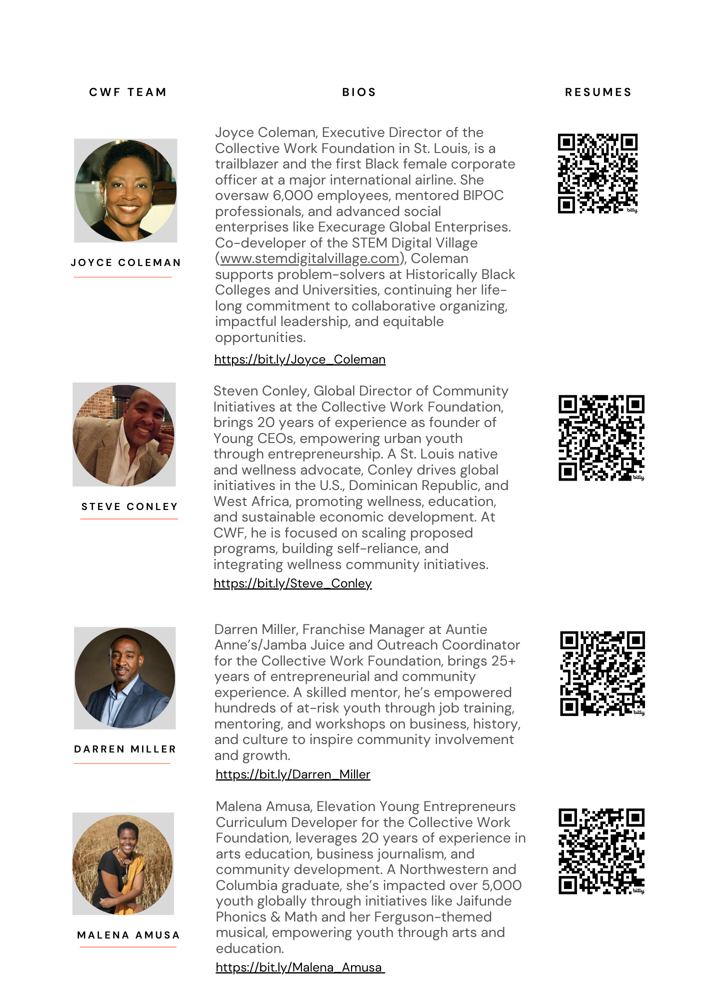 CWF TEAM
BIOS
RESUMES
Joyce Coleman, Executive Director of the
Collective Work Foundation in St. Louis, is a
trailblazer and the first Black female corporate
officer at a major international airline. She
oversaw 6,000 employees, mentored BIPOC
professionals, and advanced social
enterprises like Execurage Global Enterprises.
Co-developer of the STEM Digital Village
(www.stemdigitalvillage.com), Coleman
supports problem-solvers at Historically Black
Colleges and Universities, continuing her life-
long commitment to collaborative organizing,
impactful leadership, and equitable
opportunities.
https://bit.ly/Joyce_Coleman
JOYCE COLEMAN
bitly
Steven Conley, Global Director of Community
Initiatives at the Collective Work Foundation,
brings 20 years of experience as founder of
Young CEOs, empowering urban youth
through entrepreneurship. A St. Louis native
and wellness advocate, Conley drives global
initiatives in the U.S., Dominican Republic, and
West Africa, promoting wellness, education,
and sustainable economic development. At
CWF, he is focused on scaling proposed
programs, building self-reliance, and
integrating wellness community initiatives.
https://bit.ly/Steve_Conley
STEVE CONLEY
bitly
Darren Miller, Franchise Manager at Auntie
Anne’s/Jamba Juice and Outreach Coordinator
for the Collective Work Foundation, brings 25+
years of entrepreneurial and community
experience. A skilled mentor, he’s empowered
hundreds of at-risk youth through job training,
mentoring, and workshops on business, history,
and culture to inspire community involvement
and growth.
https://bit.ly/Darren_Miller
DARREN MILLER
bitly
Malena Amusa, Elevation Young Entrepreneurs
Curriculum Developer for the Collective Work
Foundation, leverages 20 years of experience in
arts education, business journalism, and
community development. A Northwestern and
Columbia graduate, she’s impacted over 5,000
youth globally through initiatives like Jaifunde
Phonics & Math and her Ferguson-themed
musical, empowering youth through arts and
education.
https://bit.ly/Malena_Amusa
MALENA AMUSA
bitly